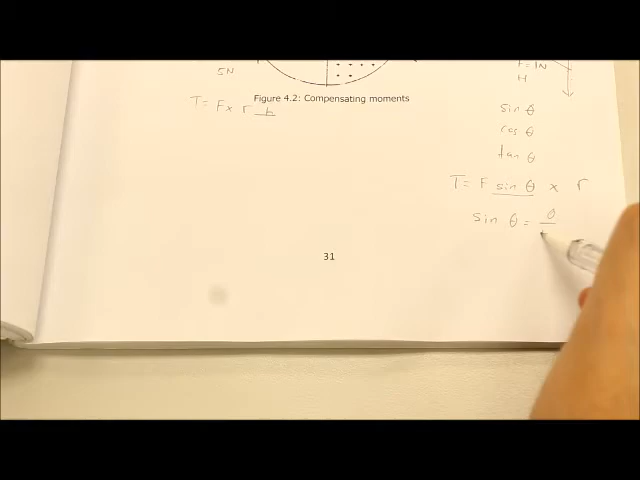 5N
F = 1N
H
Figure 4.2: Compensating moments
T = F x r h
sin θ
cos θ
tan θ
T = F sin θ x r
sin θ = O
31